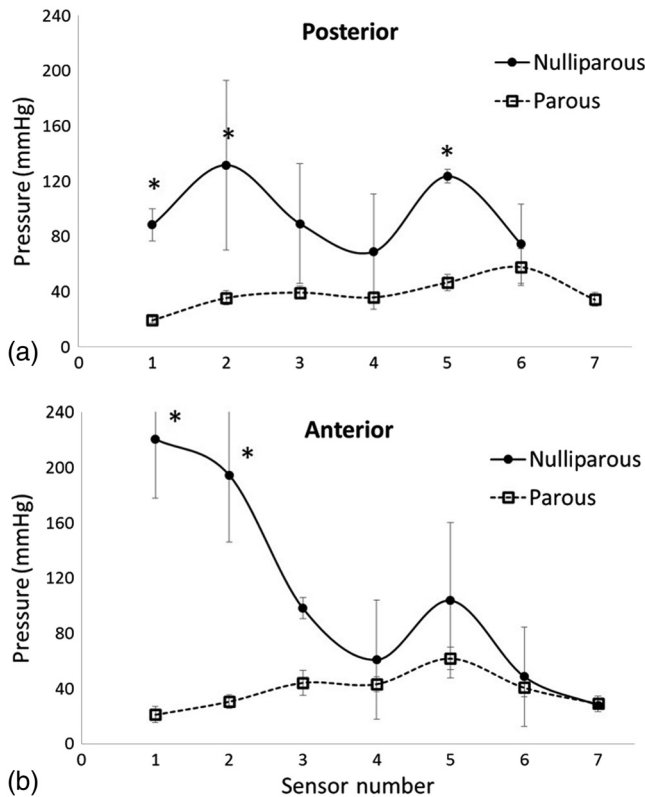 240
Posterior
Nulliparous
200
Parous
160
*
*
*
120
80
40
0
Pressure (mmHg)
(a)
0 1 2 3 4 5 6 7
240
*
Anterior
*
Nulliparous
200
Parous
160
120
80
40
0
Pressure (mmHg)
(b)
0 1 2 3 4 5 6 7
Sensor number